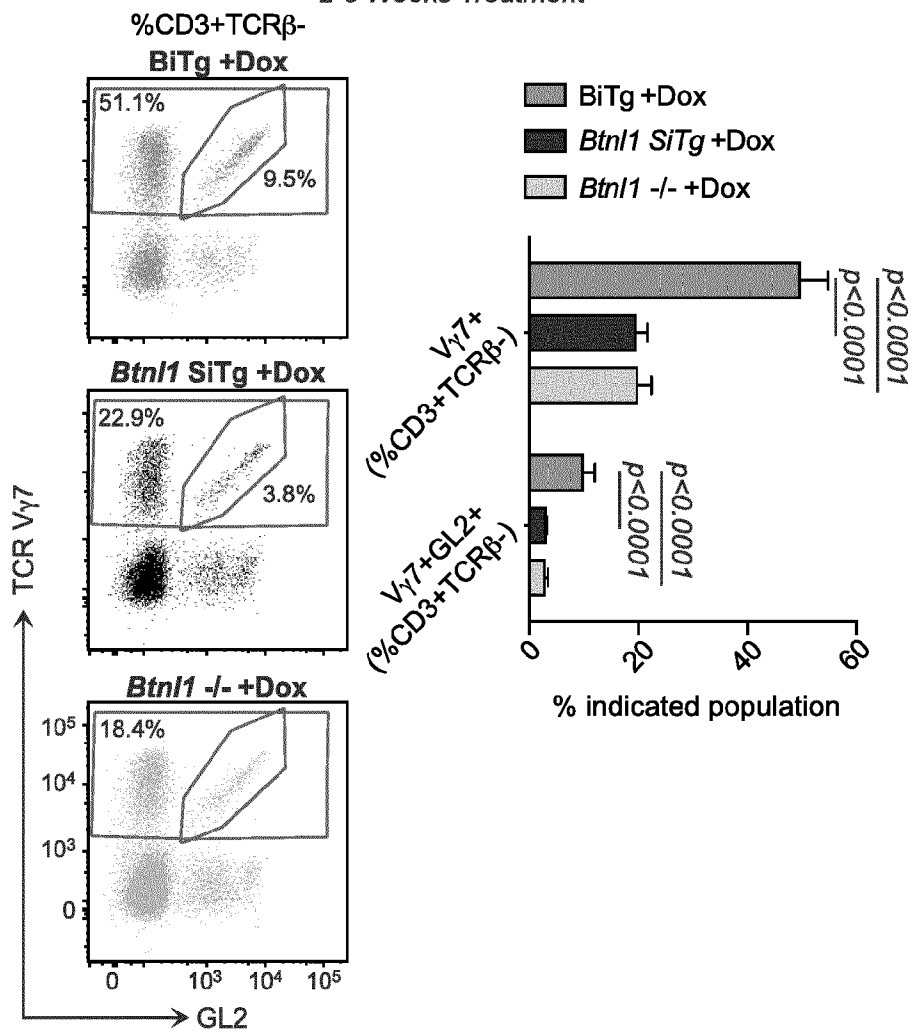 %CD3+TCRβ-
BiTg +Dox
51.1%
9.5%
Btnl1 SiTg +Dox
22.9%
3.8%
Btnl1 -/- +Dox
18.4%
10⁵
10⁴
10³
0
0
10³
10⁴
10⁵
TCR Vγ7
GL2
BiTg +Dox
Btnl1 SiTg +Dox
Btnl1 -/- +Dox
Vγ7+
(%CD3+TCRβ-)
p<0.0001
p<0.0001
Vγ7+GL2+
(%CD3+TCRβ-)
p<0.0001
p<0.0001
0
20
40
60
% indicated population